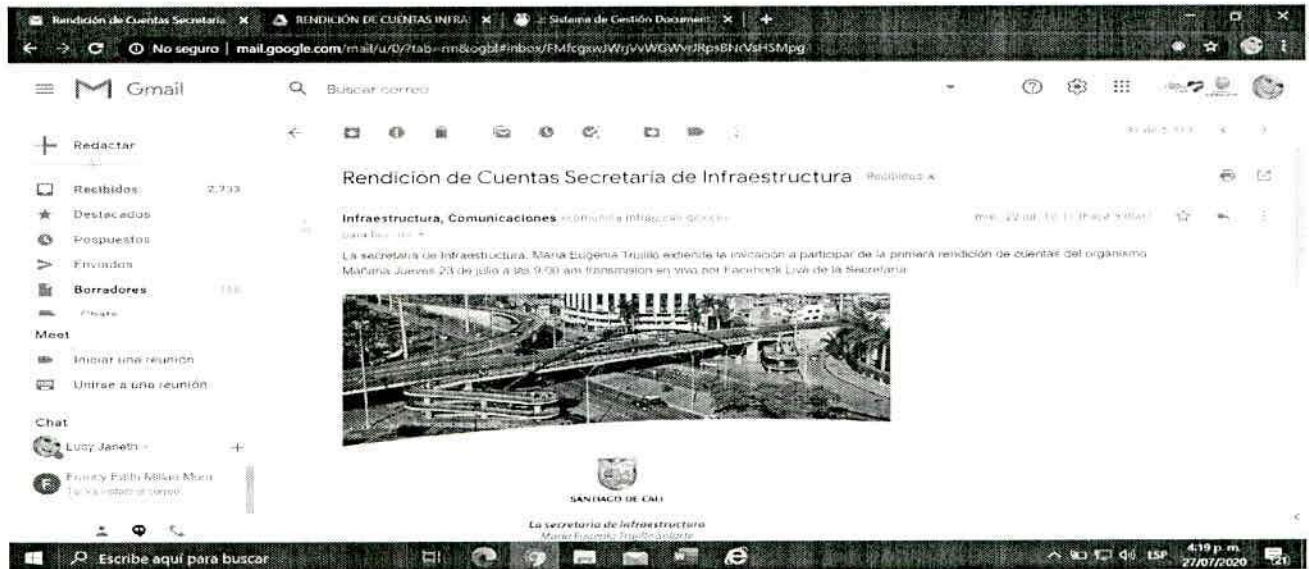 Rendición de Cuentas Secretaria
RENDICIÓN DE CUENTAS INFRA
.:: Sistema de Gestión Document
No seguro | mail.google.com/mail/u/0/?tab=rm&ogbl#inbox/
Gmail
Buscar correo
Redactar
Recibidos 2.733
Destacados
Pospuestos
Enviados
Borradores
Chats
Meet
Iniciar una reunión
Unirse a una reunión
Chat
Lucy Janeth
Rendición de Cuentas Secretaría de Infraestructura Recibidos x
Infraestructura, Comunicaciones
La secretaria de Infraestructura, María Eugenia Trujillo extiende la invitación a participar de la primera rendición de cuentas del organismo
Mañana Jueves 23 de julio a las 9:00 am transmisión en vivo por Facebook Live de la Secretaría
SANTIAGO DE CALI
La secretaria de Infraestructura
Escribe aquí para buscar
ESP
4:19 p. m.
27/07/2020
21